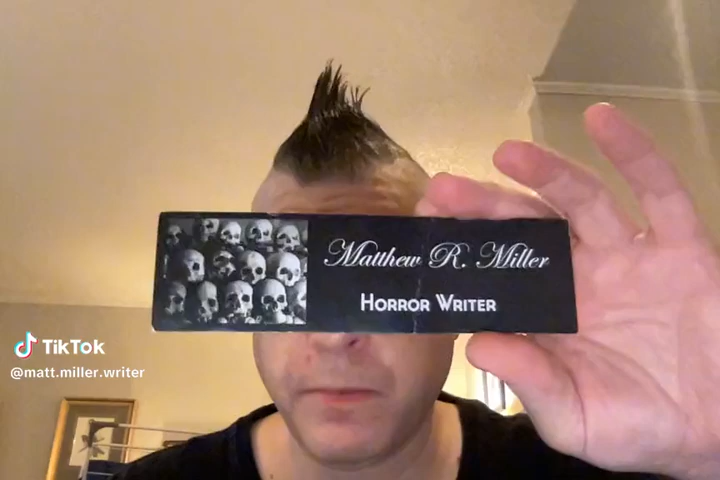 Matthew R. Miller
HORROR WRITER
TikTok
@matt.miller.writer